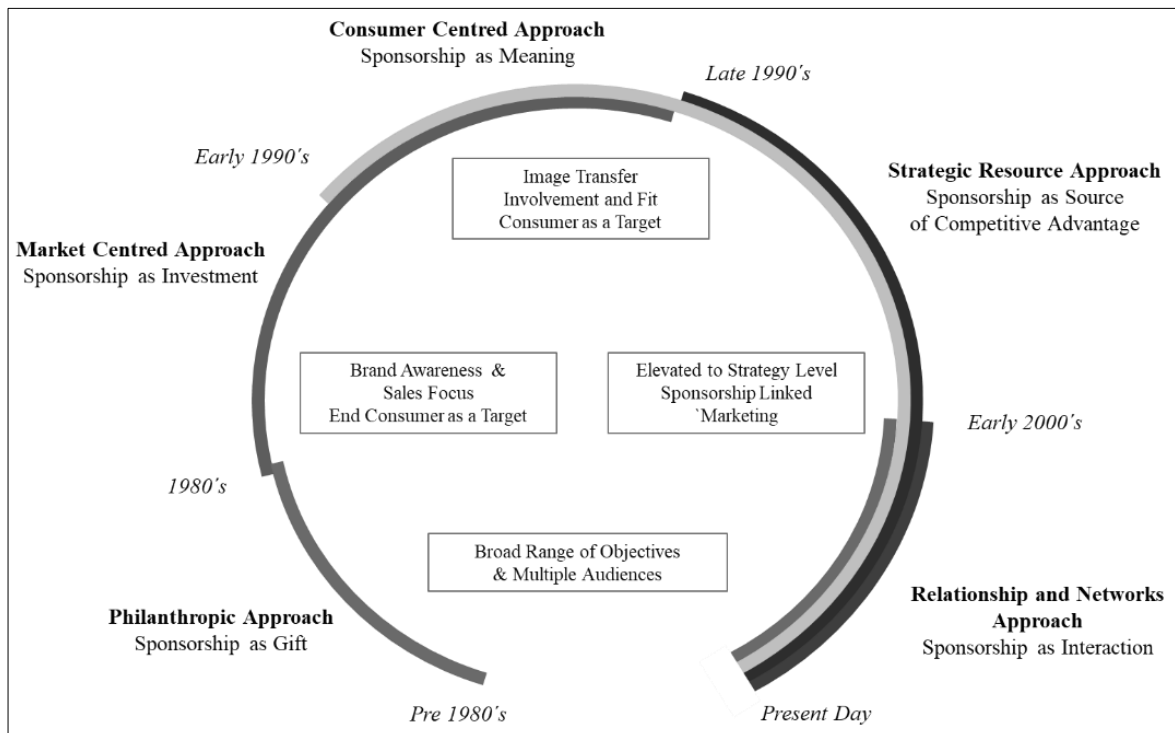 Consumer Centred Approach
Sponsorship as Meaning
Late 1990´s
Early 1990´s
Image Transfer
Involvement and Fit
Consumer as a Target
Strategic Resource Approach
Sponsorship as Source
of Competitive Advantage
Market Centred Approach
Sponsorship as Investment
Brand Awareness &
Sales Focus
End Consumer as a Target
Elevated to Strategy Level
Sponsorship Linked
`Marketing
Early 2000´s
1980´s
Broad Range of Objectives
& Multiple Audiences
Philanthropic Approach
Sponsorship as Gift
Relationship and Networks
Approach
Sponsorship as Interaction
Pre 1980´s
Present Day